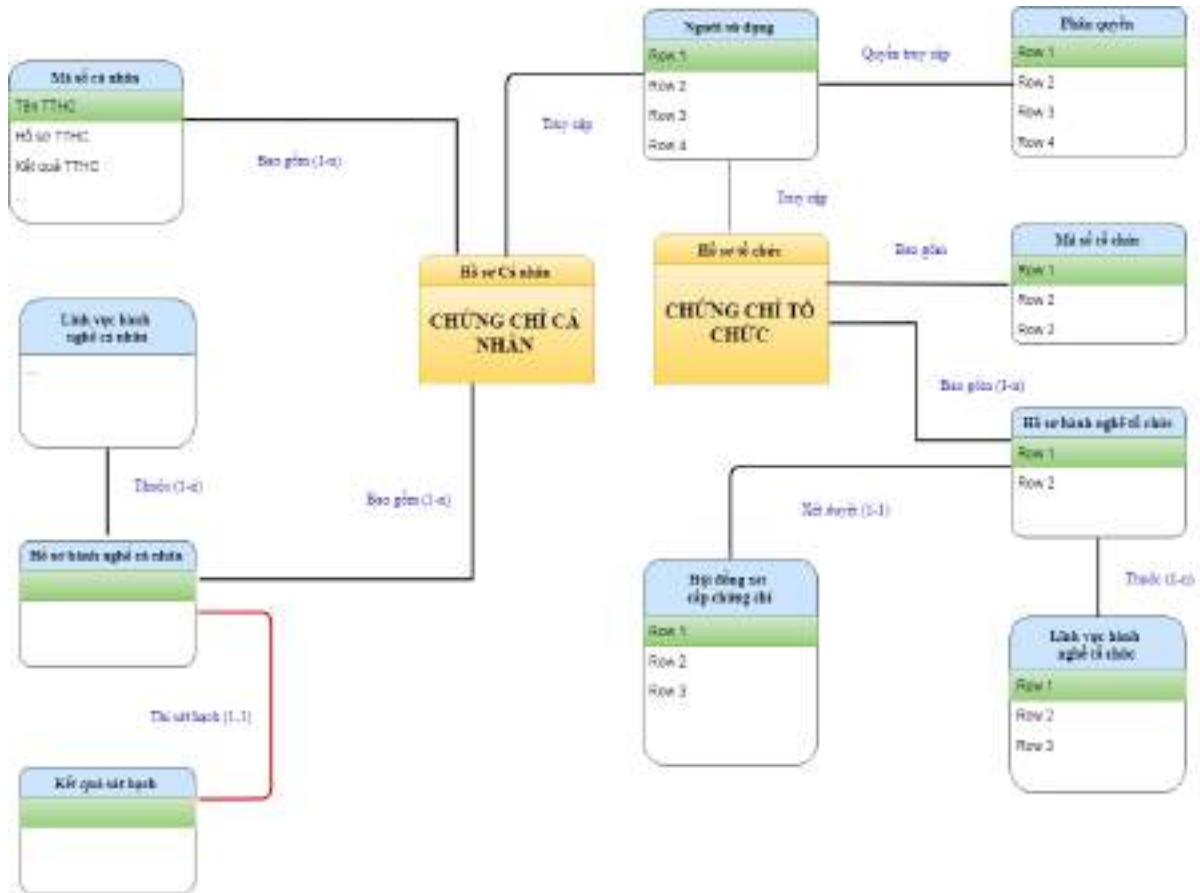 Người sử dụng
Row 1
Row 2
Row 3
Row 4
Quyền truy cập
Phân quyền
Row 1
Row 2
Row 3
Row 4
Mã số cá nhân
Tên TTHC
Hồ sơ TTHC
Kết quả TTHC
Bao gồm (1-n)
Truy cập
Truy cập
Hồ sơ Cá nhân
CHỨNG CHỈ CÁ
NHÂN
Hồ sơ tổ chức
CHỨNG CHỈ TỔ
CHỨC
Bao gồm
Mã số tổ chức
Row 1
Row 2
Row 3
Lĩnh vực hành
nghề cá nhân
...
Bao gồm (1-n)
Hồ sơ hành nghề tổ chức
Row 1
Row 2
Thuộc (1-n)
Bao gồm (1-n)
Xét duyệt (1-1)
Hồ sơ hành nghề cá nhân
Hội đồng xét
cấp chứng chỉ
Row 1
Row 2
Row 3
Thuộc (1-n)
Lĩnh vực hành
nghề tổ chức
Row 1
Row 2
Row 3
Thi sát hạch (1-1)
Kết quả sát hạch